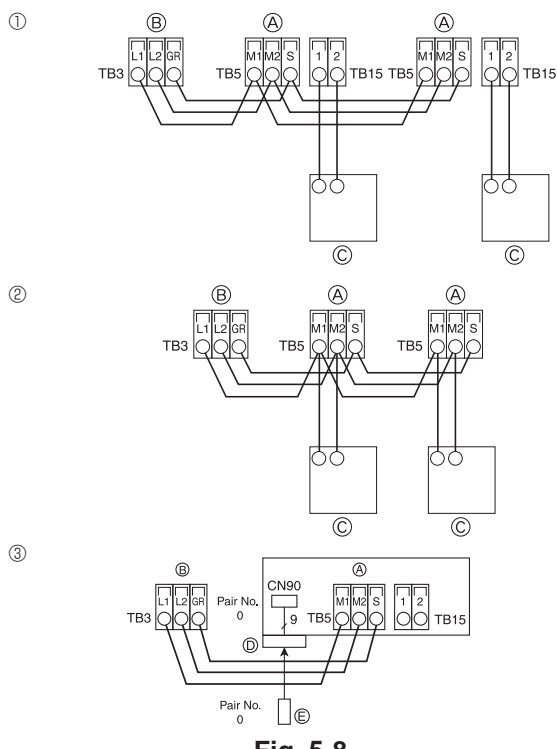 ①
Ⓑ Ⓐ Ⓐ
L1 L2 GR M1 M2 S 1 2 M1 M2 S 1 2
TB3 TB5 TB15 TB5 TB15
Ⓒ Ⓒ
②
Ⓑ Ⓐ Ⓐ
L1 L2 GR M1 M2 S M1 M2 S
TB3 TB5 TB5
Ⓒ Ⓒ
③
Ⓑ Ⓐ
CN90
L1 L2 GR Pair No. M1 M2 S 1 2
TB3 0 9 TB5 TB15
Ⓓ
Pair No.
0 Ⓔ
Fig. 5-8